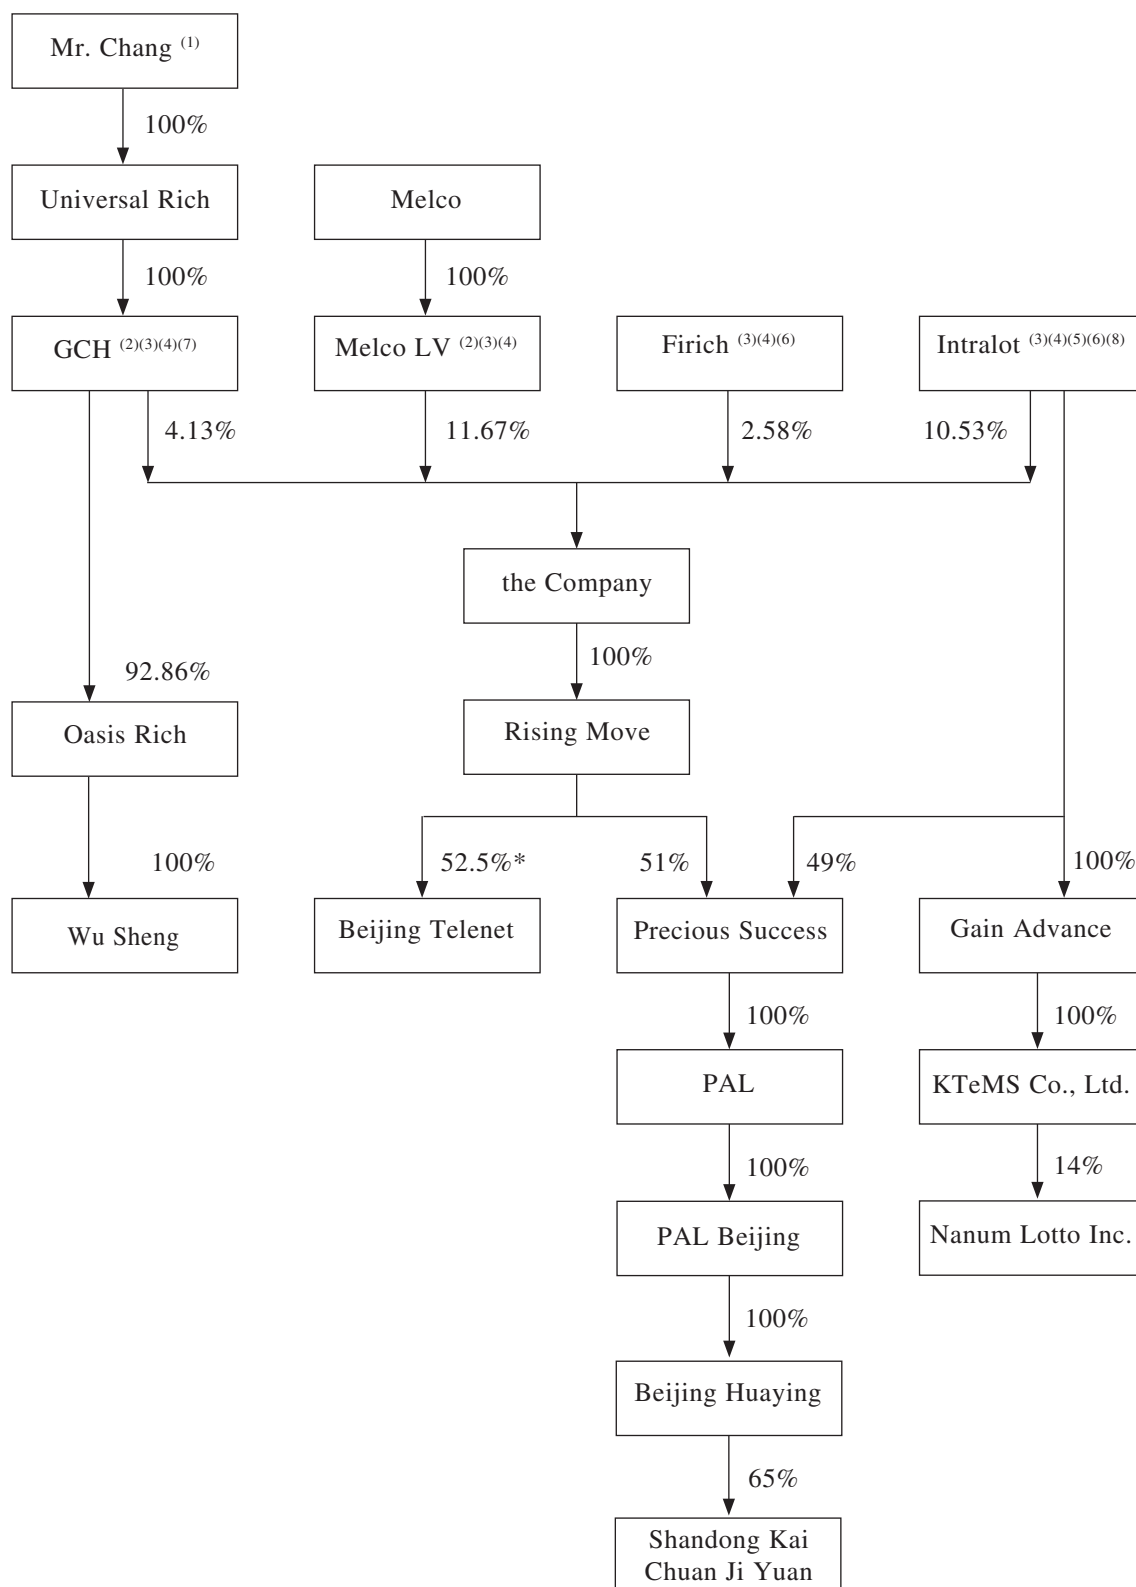 Mr. Chang (1)
100%
Universal Rich
Melco
100%
100%
GCH (2)(3)(4)(7)
Melco LV (2)(3)(4)
Firich (3)(4)(6)
Intralot (3)(4)(5)(6)(8)
4.13%
11.67%
2.58%
10.53%
the Company
100%
92.86%
Oasis Rich
Rising Move
100%
52.5%*
51%
49%
100%
Wu Sheng
Beijing Telenet
Precious Success
Gain Advance
100%
100%
PAL
KTeMS Co., Ltd.
100%
14%
PAL Beijing
Nanum Lotto Inc.
100%
Beijing Huaying
65%
Shandong Kai
Chuan Ji Yuan